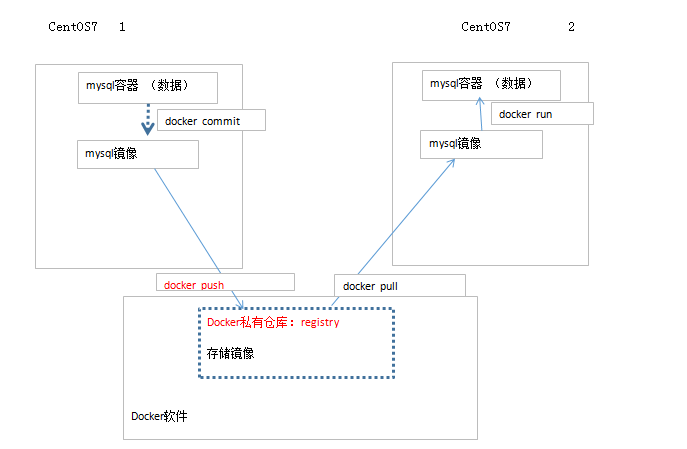 CentOS7 1
CentOS7 2
mysql容器 （数据）
docker commit
mysql镜像
mysql容器 （数据）
docker run
mysql镜像
docker push
docker pull
Docker私有仓库：registry
存储镜像
Docker软件